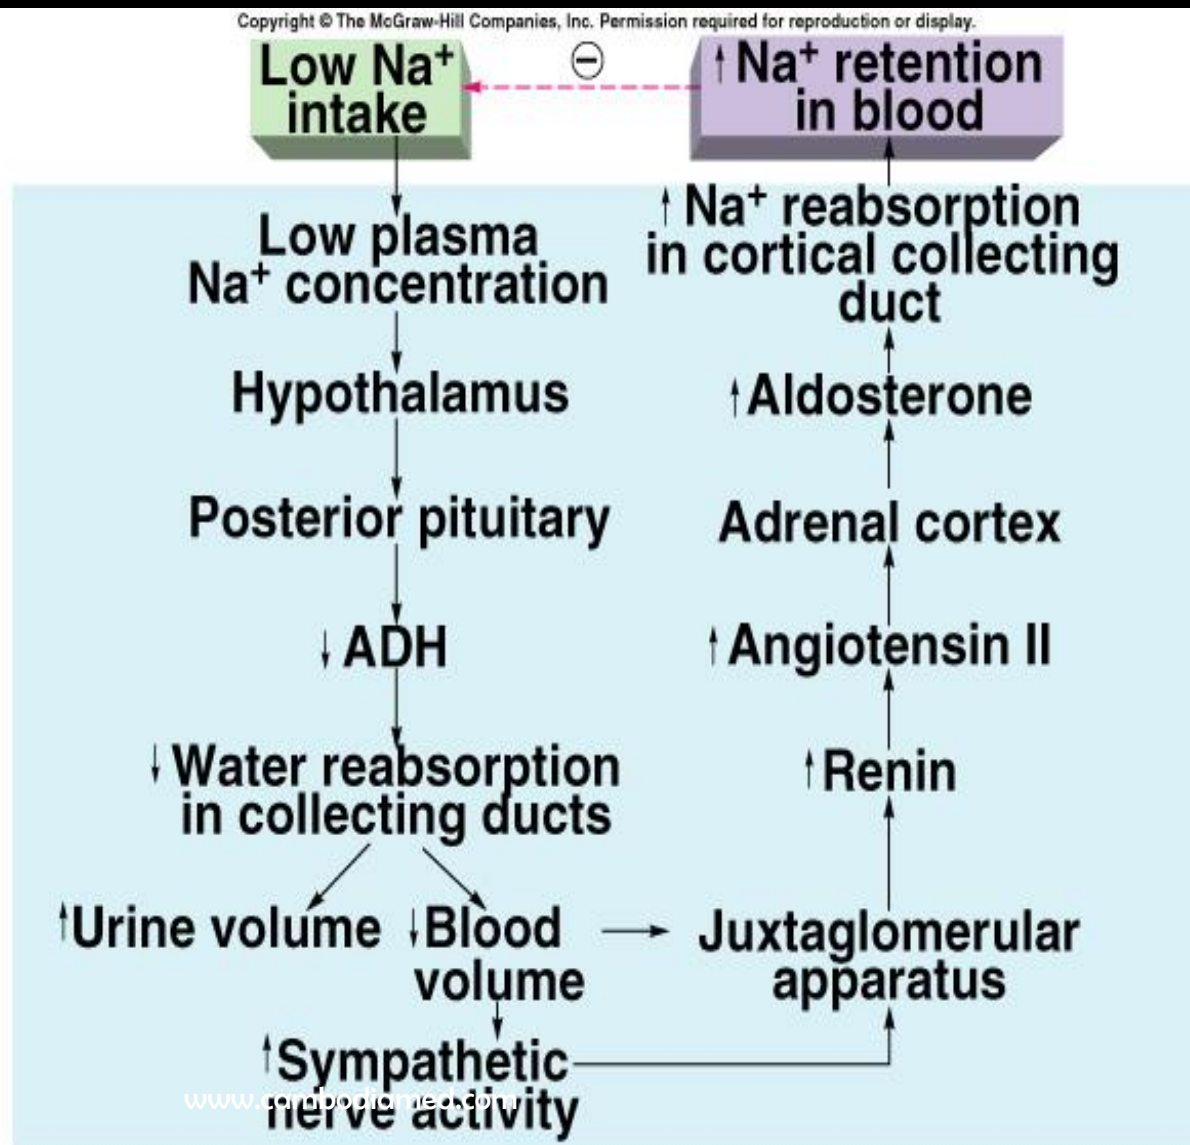 Copyright © The McGraw-Hill Companies, Inc. Permission required for reproduction or display.
Low Na⁺
intake
⊖
↑ Na⁺ retention
in blood
Low plasma
Na⁺ concentration
Hypothalamus
Posterior pituitary
↓ ADH
↓ Water reabsorption
in collecting ducts
↑ Urine volume
↓ Blood
volume
↑ Sympathetic
nerve activity
Juxtaglomerular
apparatus
↑ Renin
↑ Angiotensin II
Adrenal cortex
↑ Aldosterone
↑ Na⁺ reabsorption
in cortical collecting
duct
www.cambodiamed.com